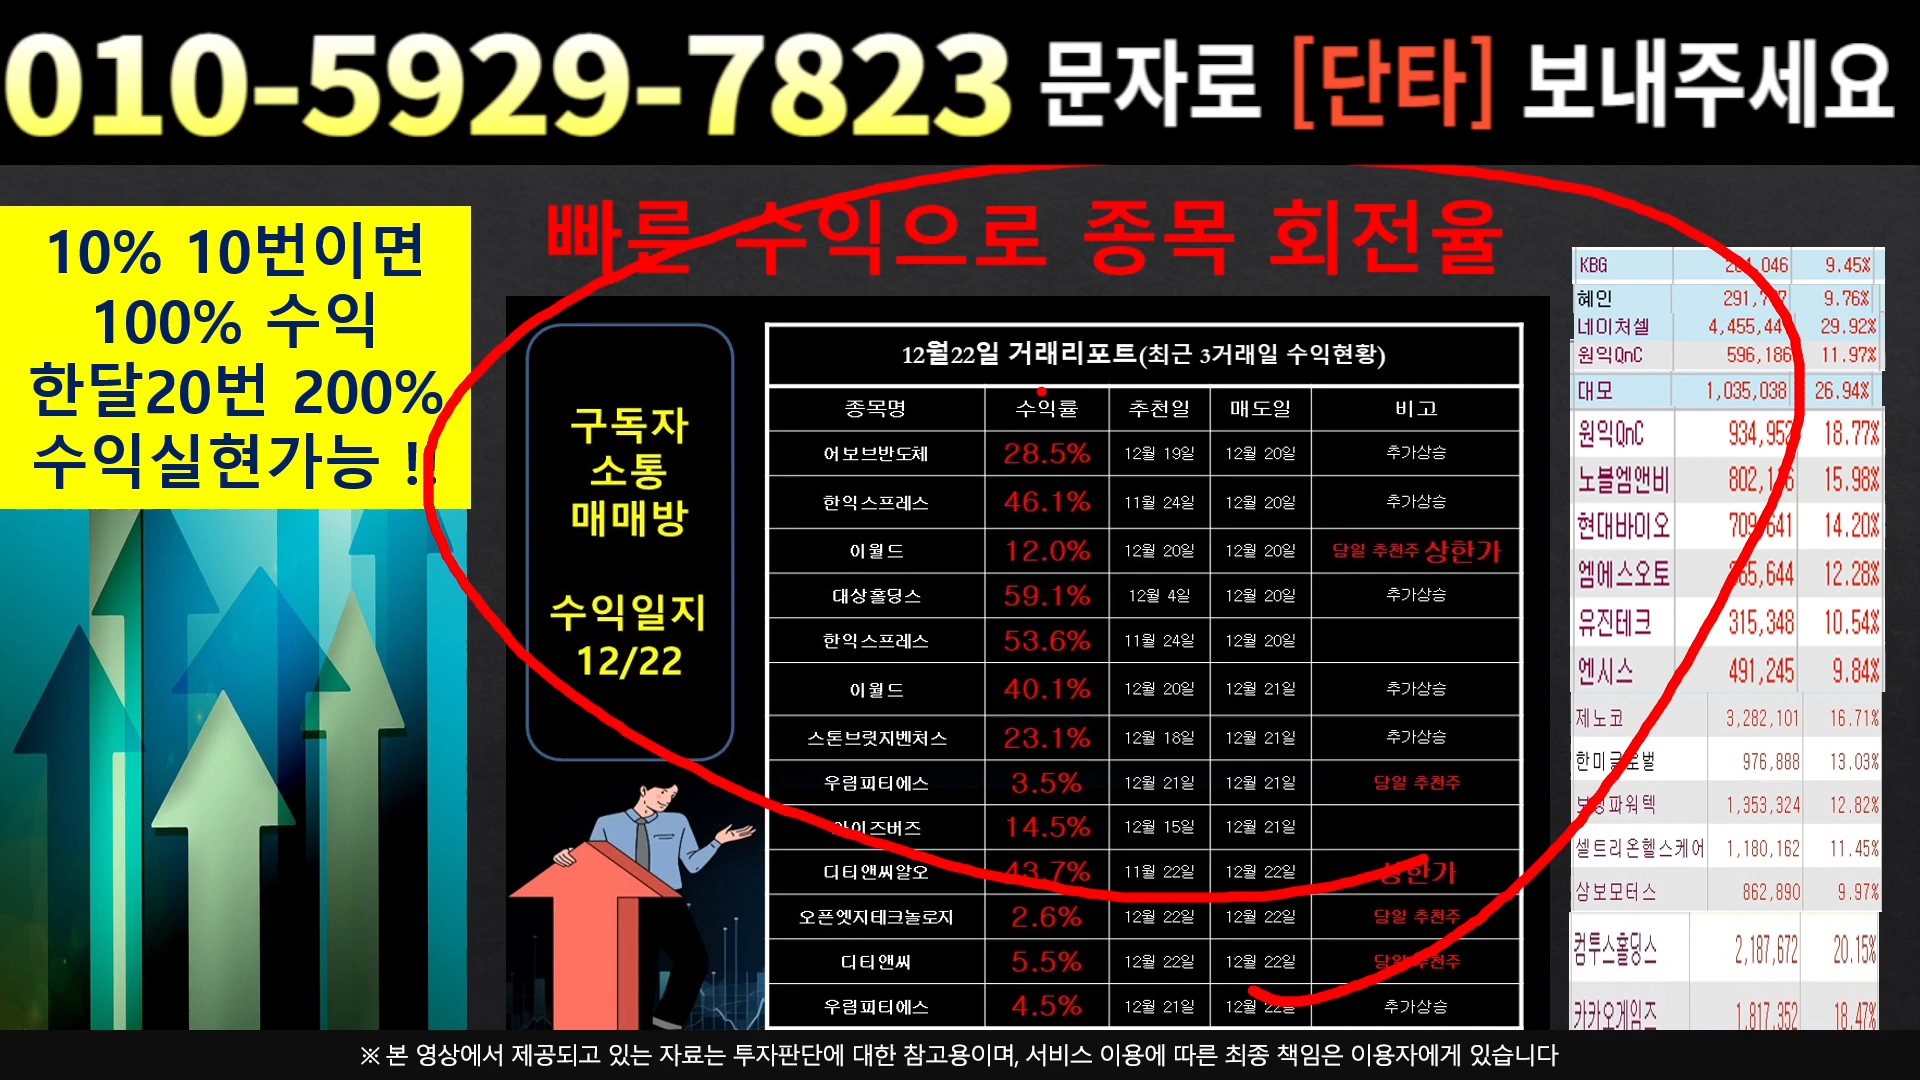 010-5929-7823 문자로 [단타] 보내주세요
빠른 수익으로 종목 회전율
10% 10번이면
100% 수익
한달20번 200%
수익실현가능 !!
구독자
소통
매매방
수익일지
12/22
12월22일 거래리포트(최근 3거래일 수익현황)
종목명 수익률 추천일 매도일 비고
어보브반도체 28.5% 12월 19일 12월 20일 추가상승
한익스프레스 46.1% 11월 24일 12월 20일 추가상승
이월드 12.0% 12월 20일 12월 20일 당일 추천주 상한가
대상홀딩스 59.1% 12월 4일 12월 20일 추가상승
한익스프레스 53.6% 11월 24일 12월 20일
이월드 40.1% 12월 20일 12월 21일 추가상승
스톤브릿지벤처스 23.1% 12월 18일 12월 21일 추가상승
우림피티에스 3.5% 12월 21일 12월 21일 당일 추천주
와이즈버즈 14.5% 12월 15일 12월 21일
디티앤씨알오 43.7% 11월 22일 12월 22일 상한가
오픈엣지테크놀로지 2.6% 12월 22일 12월 22일 당일 추천주
디티앤씨 5.5% 12월 22일 12월 22일 당일 추천주
우림피티에스 4.5% 12월 21일 12월 22일 추가상승
KBG 9.45%
혜인 9.76%
네이처셀 29.92%
원익QnC 596,186 11.97%
대모 1,035,038 26.94%
원익QnC 934,952 18.77%
노블엠앤비 15.98%
현대바이오 14.20%
엠에스오토 12.28%
유진테크 315,348 10.54%
엔시스 491,245 9.84%
제노코 3,282,101 16.71%
한미글로벌 976,888 13.03%
보성파워텍 1,353,324 12.82%
셀트리온헬스케어 1,180,162 11.45%
삼보모터스 862,890 9.97%
컴투스홀딩스 2,187,672 20.15%
카카오게임즈 1,817,352 18.47%
※ 본 영상에서 제공되고 있는 자료는 투자판단에 대한 참고용이며, 서비스 이용에 따른 최종 책임은 이용자에게 있습니다